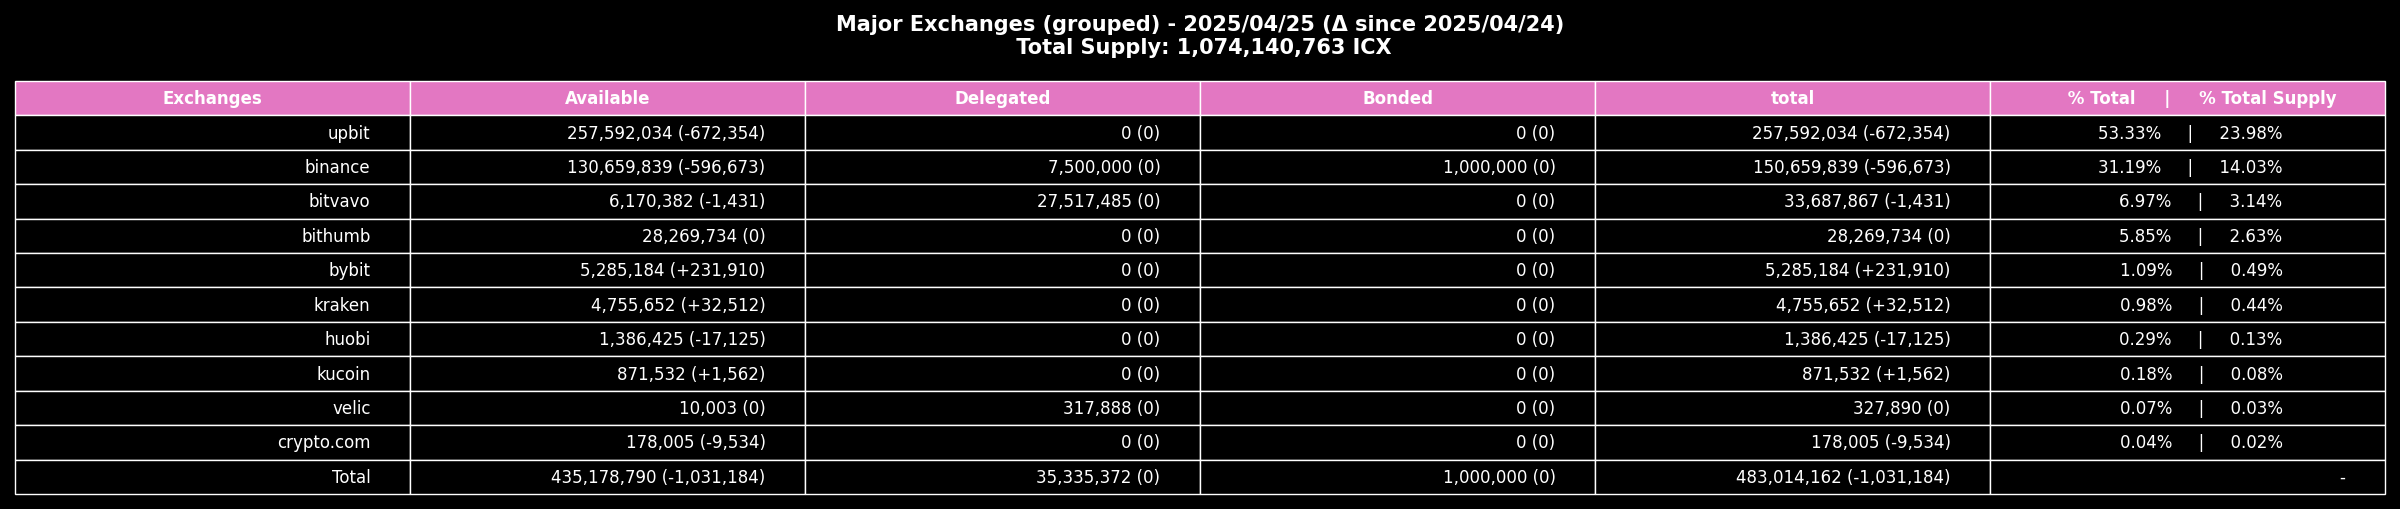 Major Exchanges (grouped) - 2025/04/25 (Δ since 2025/04/24)
Total Supply: 1,074,140,763 ICX
Exchanges Available Delegated Bonded total % Total | % Total Supply
upbit 257,592,034 (-672,354) 0 (0) 0 (0) 257,592,034 (-672,354) 53.33% | 23.98%
binance 130,659,839 (-596,673) 7,500,000 (0) 1,000,000 (0) 150,659,839 (-596,673) 31.19% | 14.03%
bitvavo 6,170,382 (-1,431) 27,517,485 (0) 0 (0) 33,687,867 (-1,431) 6.97% | 3.14%
bithumb 28,269,734 (0) 0 (0) 0 (0) 28,269,734 (0) 5.85% | 2.63%
bybit 5,285,184 (+231,910) 0 (0) 0 (0) 5,285,184 (+231,910) 1.09% | 0.49%
kraken 4,755,652 (+32,512) 0 (0) 0 (0) 4,755,652 (+32,512) 0.98% | 0.44%
huobi 1,386,425 (-17,125) 0 (0) 0 (0) 1,386,425 (-17,125) 0.29% | 0.13%
kucoin 871,532 (+1,562) 0 (0) 0 (0) 871,532 (+1,562) 0.18% | 0.08%
velic 10,003 (0) 317,888 (0) 0 (0) 327,890 (0) 0.07% | 0.03%
crypto.com 178,005 (-9,534) 0 (0) 0 (0) 178,005 (-9,534) 0.04% | 0.02%
Total 435,178,790 (-1,031,184) 35,335,372 (0) 1,000,000 (0) 483,014,162 (-1,031,184) -